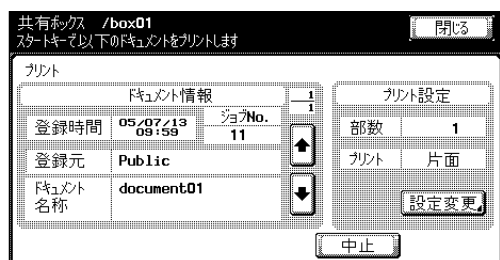 共有ボックス /box01
スタートキーで以下のドキュメントをプリントします
閉じる
プリント
ドキュメント情報
1
1
プリント設定
登録時間 05/07/13 09:59 ジョブNo. 11
部数 1
登録元 Public
プリント 片面
ドキュメント名称 document01
設定変更
中止